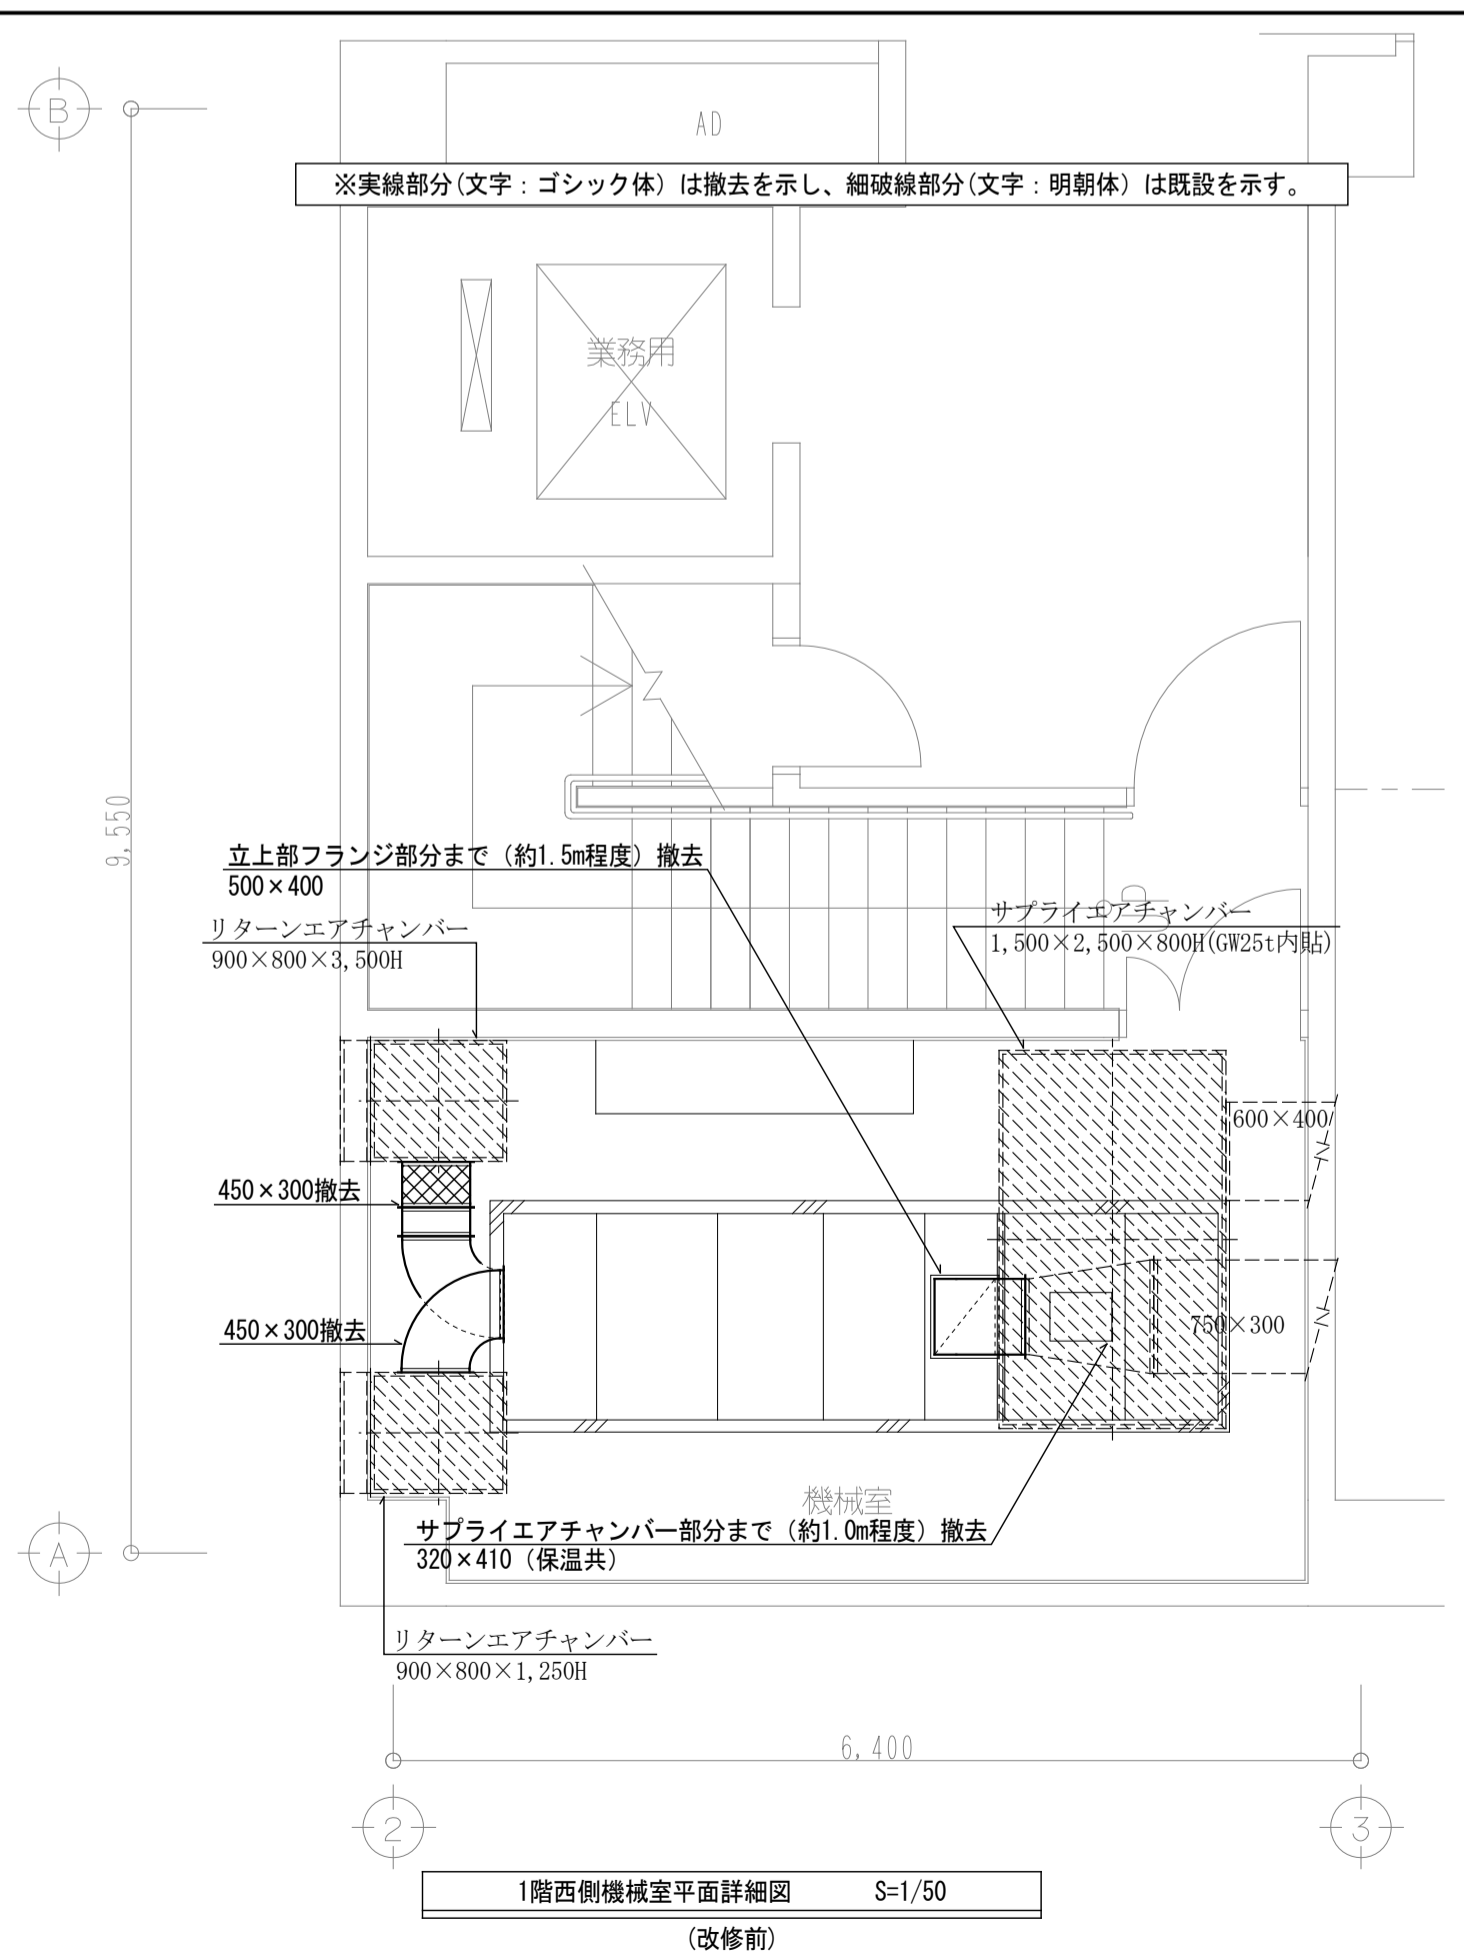 B
AD
※実線部分(文字：ゴシック体）は撤去を示し、細破線部分(文字：明朝体）は既設を示す。
業務用
ELV
9,550
立上部フランジ部分まで（約1.5m程度）撤去
500×400
UP
リターンエアチャンバー
900×800×3,500H
サプライエアチャンバー
1,500×2,500×800H(GW25t内貼)
600×400
450×300撤去
450×300撤去
750×300
機械室
サプライエアチャンバー部分まで（約1.0m程度）撤去
320×410（保温共）
A
リターンエアチャンバー
900×800×1,250H
6,400
2
3
1階西側機械室平面詳細図 S=1/50
(改修前)